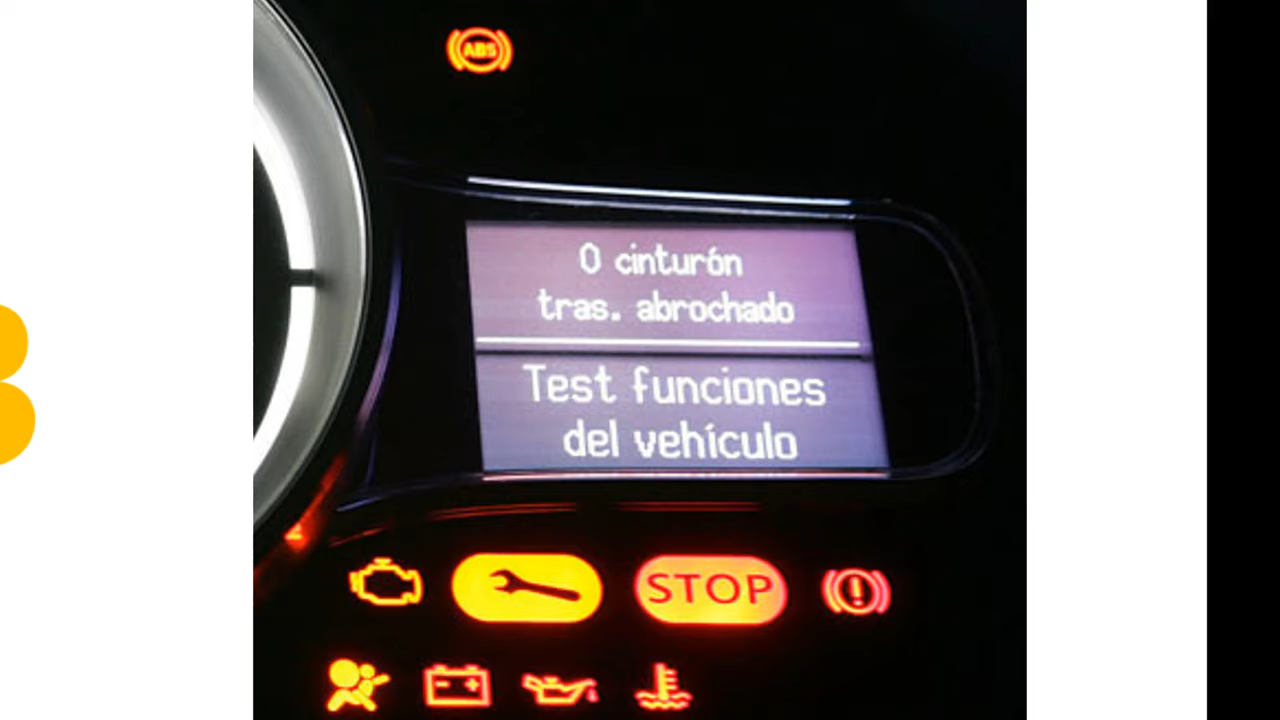 ABS
0 cinturón
tras. abrochado
Test funciones
del vehículo
STOP